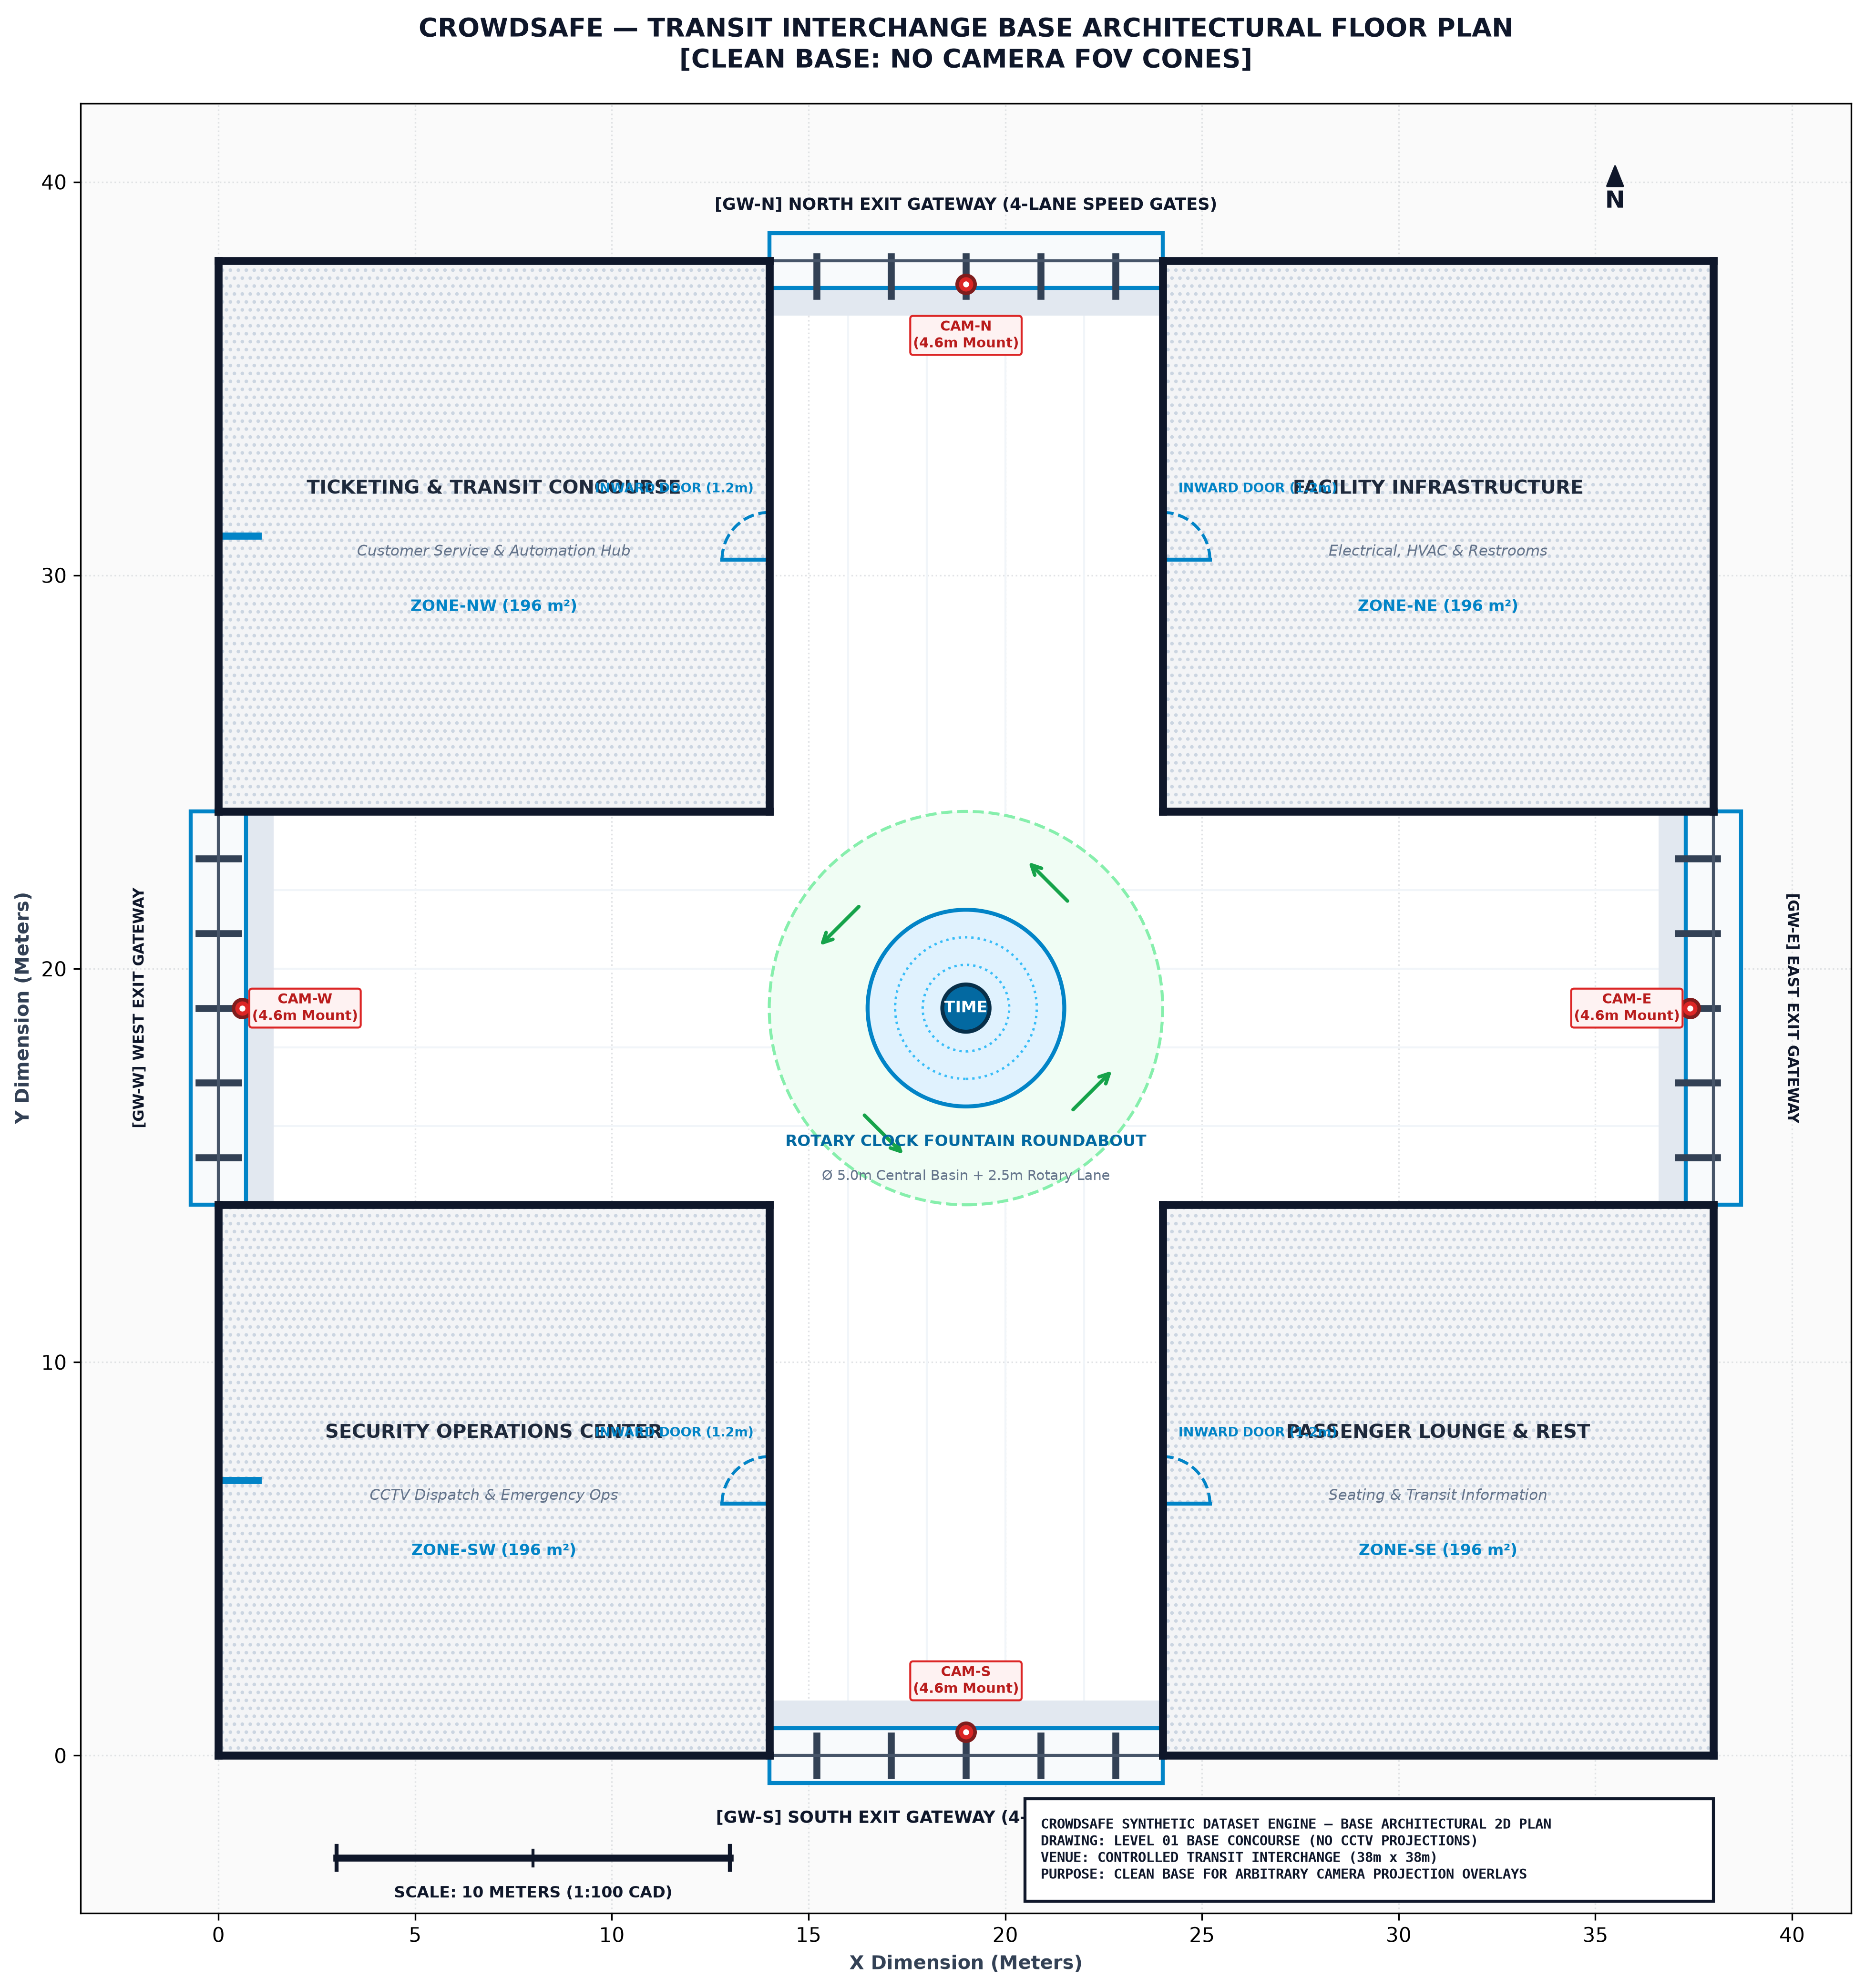 CROWDSAFE — TRANSIT INTERCHANGE BASE ARCHITECTURAL FLOOR PLAN
[CLEAN BASE: NO CAMERA FOV CONES]
40
N
[GW-N] NORTH EXIT GATEWAY (4-LANE SPEED GATES)
CAM-N
(4.6m Mount)
TICKETING & TRANSIT CONCOURSE
INWARD DOOR (1.2m)
Customer Service & Automation Hub
ZONE-NW (196 m²)
INWARD DOOR (1.2m)
FACILITY INFRASTRUCTURE
Electrical, HVAC & Restrooms
ZONE-NE (196 m²)
30
Y Dimension (Meters)
[GW-W] WEST EXIT GATEWAY
20
CAM-W
(4.6m Mount)
TIME
CAM-E
(4.6m Mount)
[GW-E] EAST EXIT GATEWAY
ROTARY CLOCK FOUNTAIN ROUNDABOUT
Ø 5.0m Central Basin + 2.5m Rotary Lane
10
SECURITY OPERATIONS CENTER
INWARD DOOR (1.2m)
CCTV Dispatch & Emergency Ops
ZONE-SW (196 m²)
INWARD DOOR (1.2m)
PASSENGER LOUNGE & REST
Seating & Transit Information
ZONE-SE (196 m²)
CAM-S
(4.6m Mount)
0
[GW-S] SOUTH EXIT GATEWAY (4-
CROWDSAFE SYNTHETIC DATASET ENGINE — BASE ARCHITECTURAL 2D PLAN
DRAWING: LEVEL 01 BASE CONCOURSE (NO CCTV PROJECTIONS)
VENUE: CONTROLLED TRANSIT INTERCHANGE (38m x 38m)
PURPOSE: CLEAN BASE FOR ARBITRARY CAMERA PROJECTION OVERLAYS
SCALE: 10 METERS (1:100 CAD)
0 5 10 15 20 25 30 35 40
X Dimension (Meters)